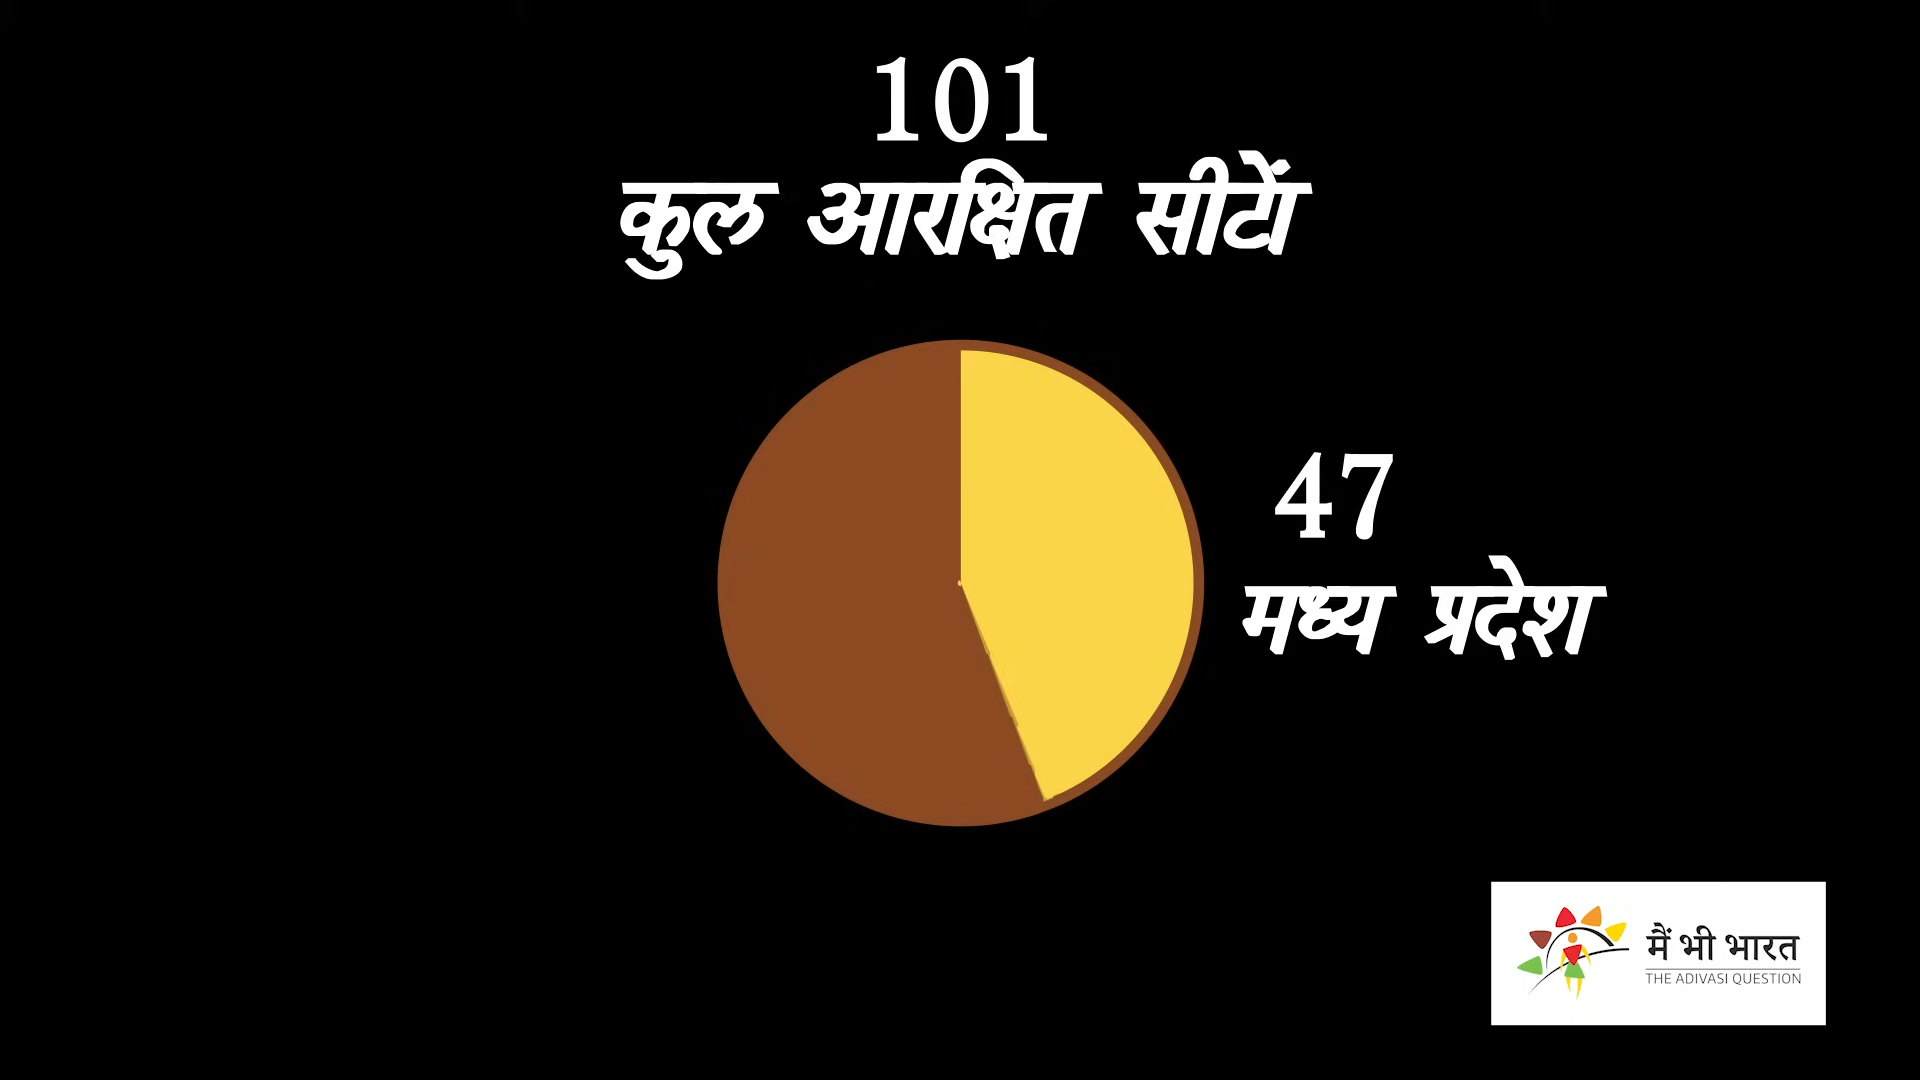 101
कुल आरक्षित सीटों
47
मध्य प्रदेश
मैं भी भारत
THE ADIVASI QUESTION